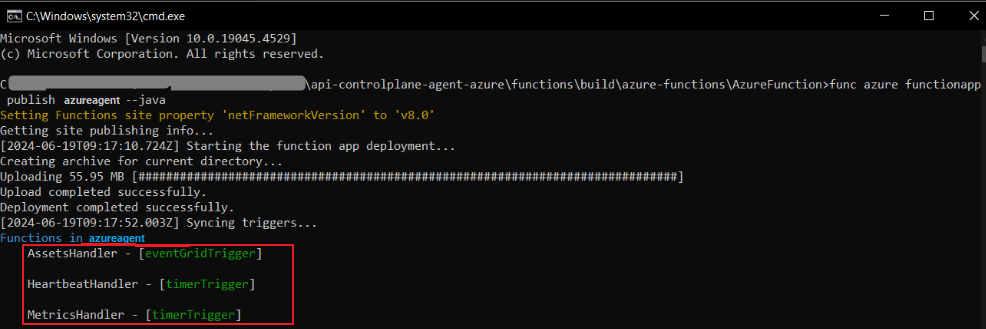 C:\Windows\system32\cmd.exe
Microsoft Windows [Version 10.0.19045.4529]
(c) Microsoft Corporation. All rights reserved.
C \api-controlplane-agent-azure\functions\build\azure-functions\AzureFunction>func azure functionapp
publish azureagent --java
Setting Functions site property 'netFrameworkVersion' to 'v8.0'
Getting site publishing info...
[2024-06-19T09:17:10.724Z] Starting the function app deployment...
Creating archive for current directory...
Uploading 55.95 MB [##############################################################################]
Upload completed successfully.
Deployment completed successfully.
[2024-06-19T09:17:52.003Z] Syncing triggers...
Functions in azureagent
AssetsHandler - [eventGridTrigger]
HeartbeatHandler - [timerTrigger]
MetricsHandler - [timerTrigger]